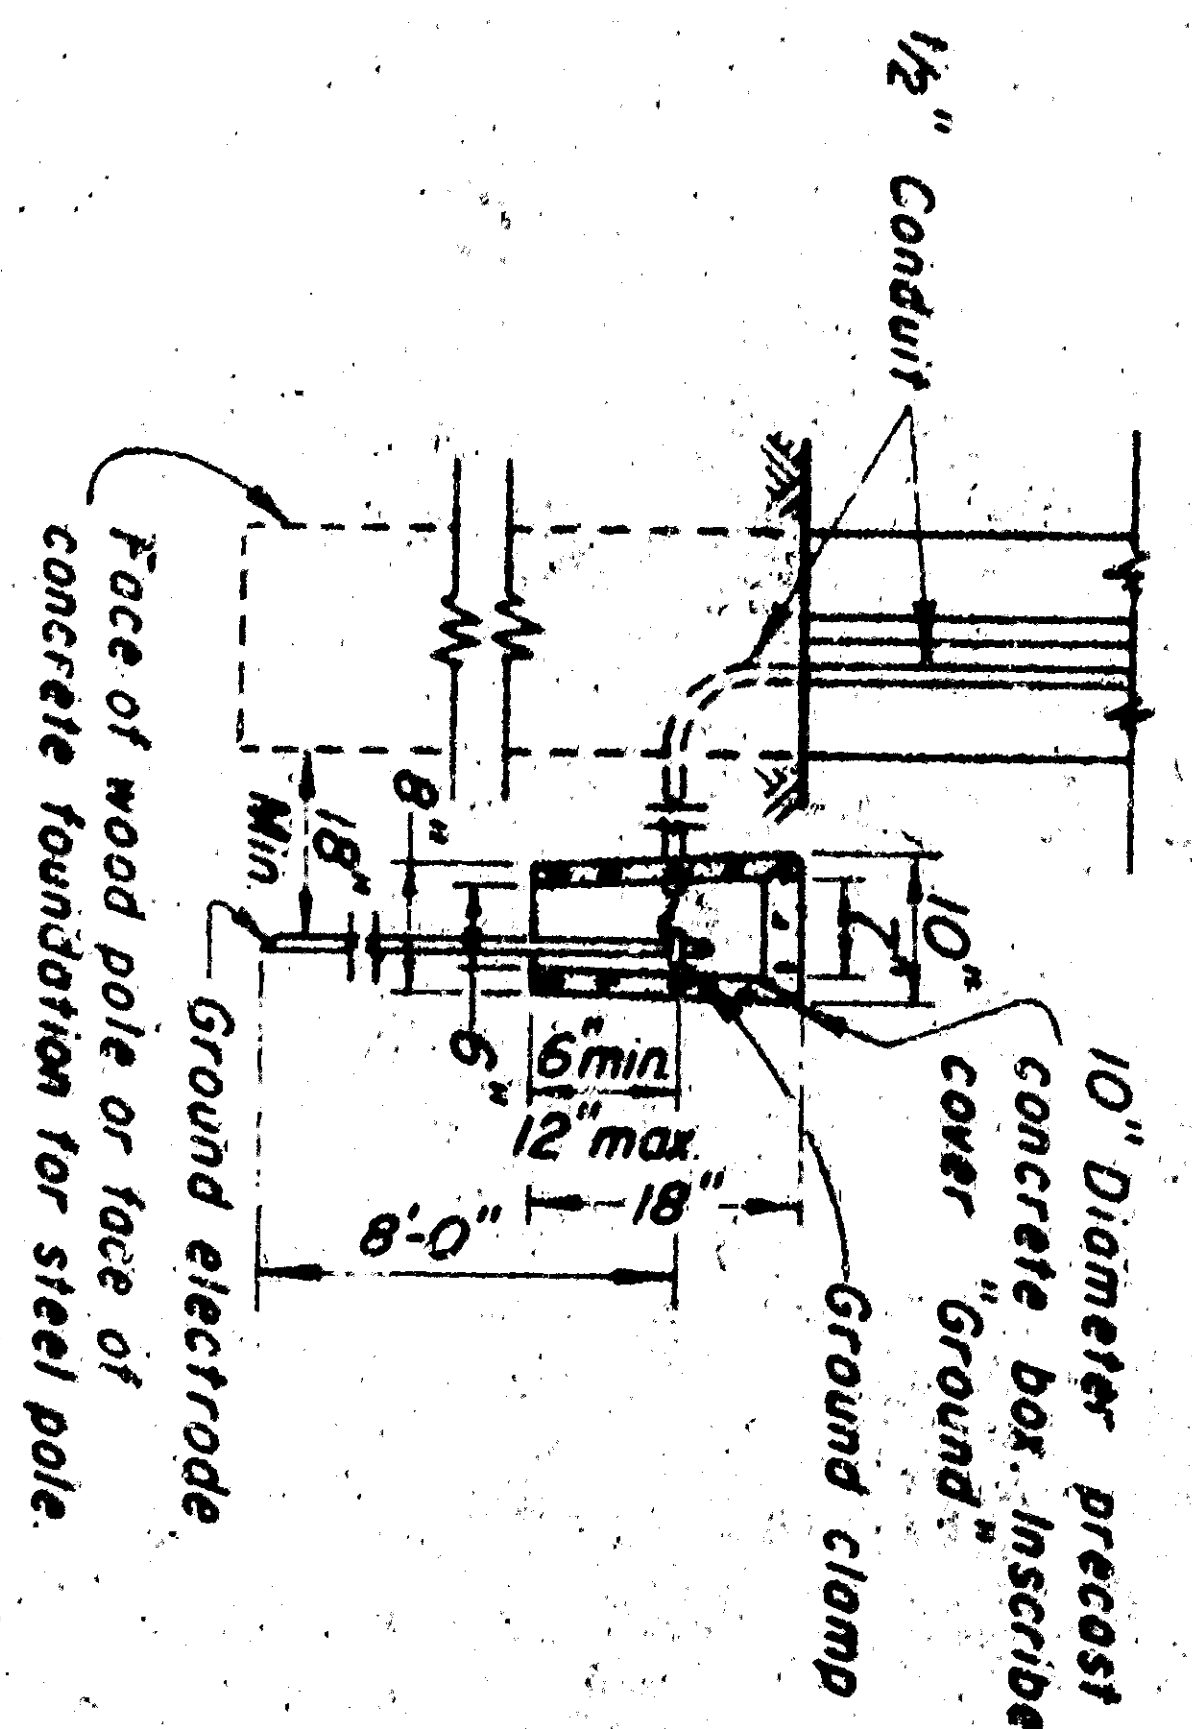 1/2" Conduit
10" Diameter precast
concrete box. Inscribe
cover "Ground"
10"
7"
Ground clamp
6" min
12" max.
18"
8'-0"
8"
6"
18"
Min.
Ground electrode
Face of wood pole or face of
concrete foundation for steel pole.